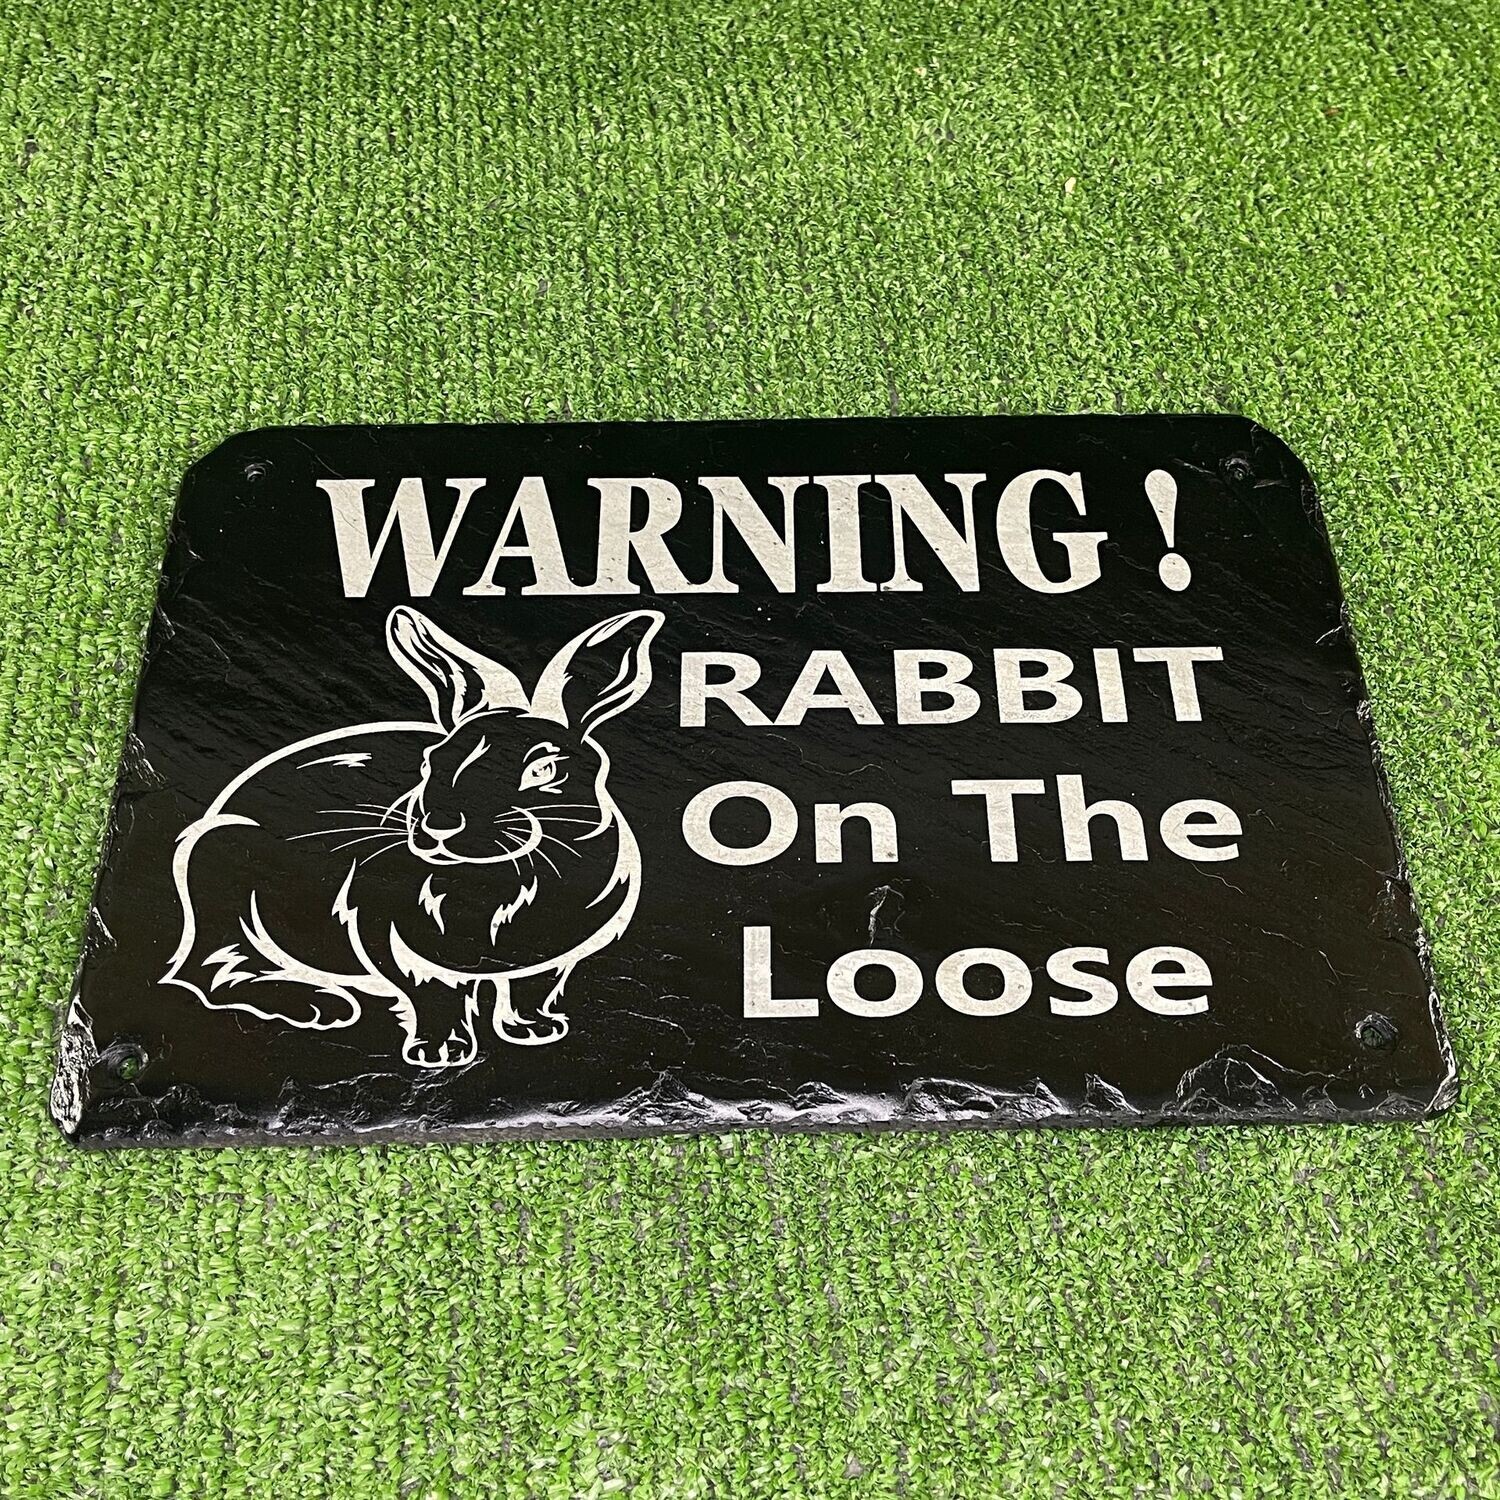 WARNING !
RABBIT
On The
Loose